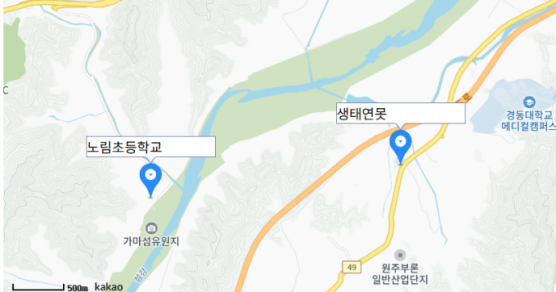 생태연못
경동대학교
메디컬캠퍼스
노림초등학교
가마섬유원지
섬강
49
원주부론
일반산업단지
500m kakao
C